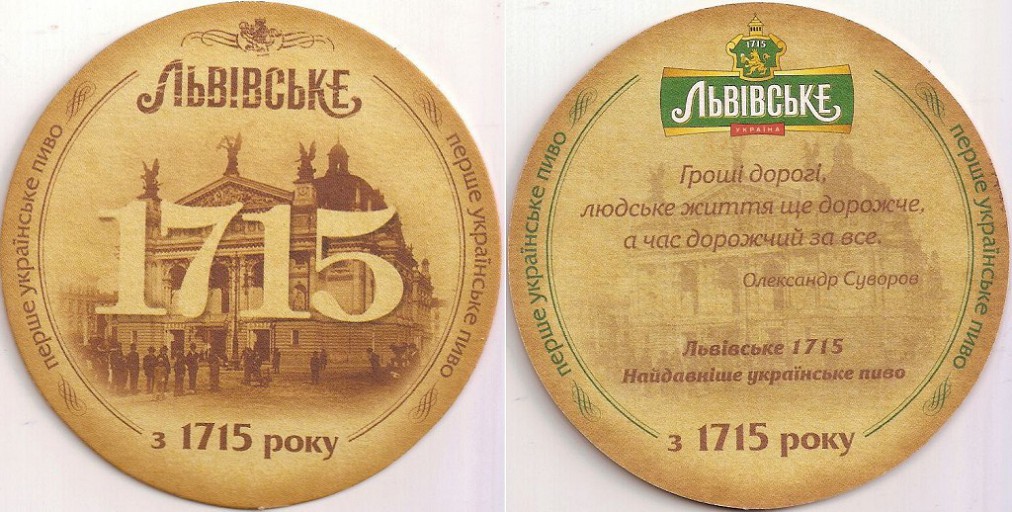 ЛЬВІВСЬКЕ
перше українське пиво
1715
перше українське пиво
з 1715 року
1715
ЛЬВІВСЬКЕ
УКРАЇНА
перше українське пиво
Гроші дорогі,
людське життя ще дорожче,
а час дорожчий за все.
Олександр Суворов
перше українське пиво
Львівське 1715
Найдавніше українське пиво
з 1715 року